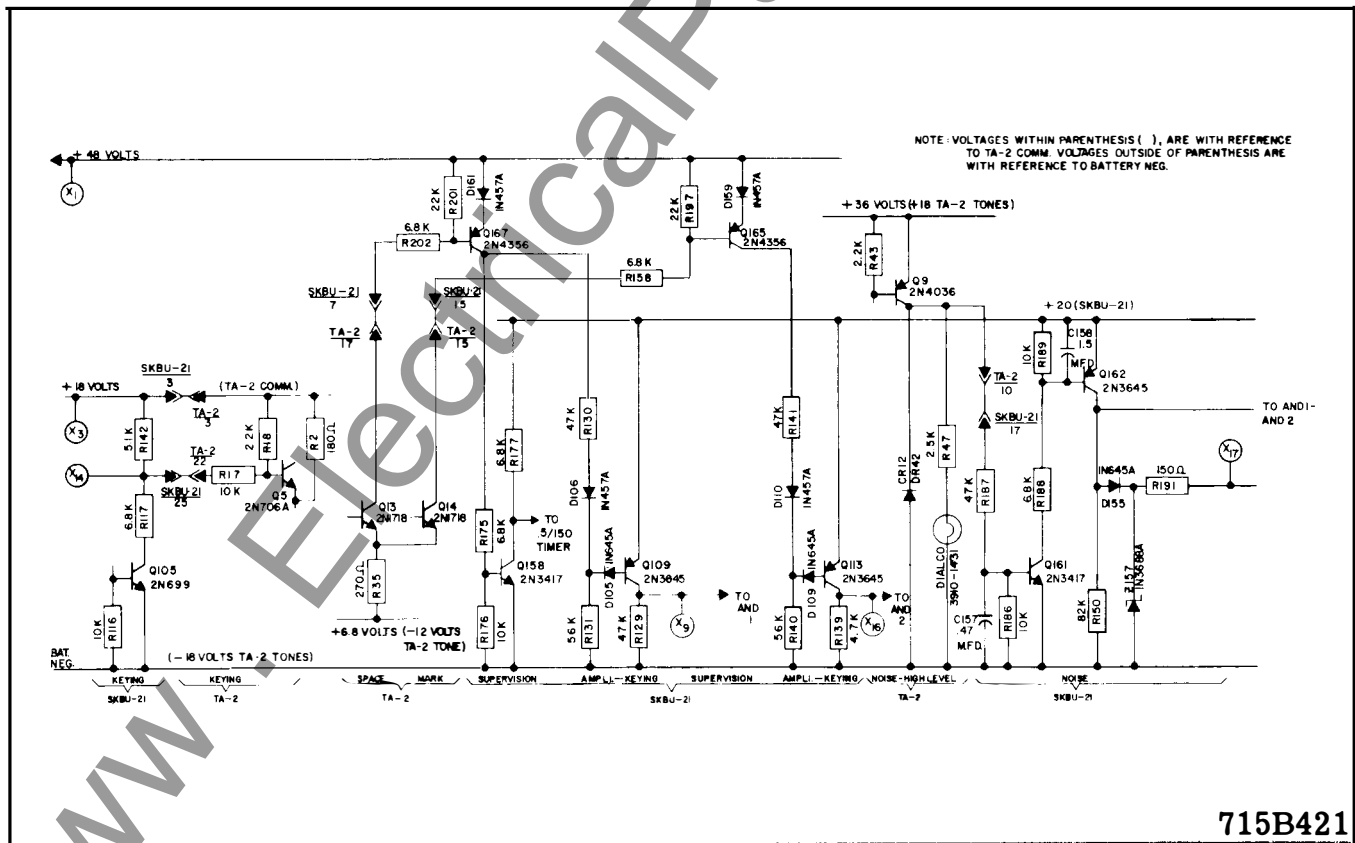 www.ElectricalP
NOTE: VOLTAGES WITHIN PARENTHESIS ( ), ARE WITH REFERENCE
TO TA-2 COMM. VOLTAGES OUTSIDE OF PARENTHESIS ARE
WITH REFERENCE TO BATTERY NEG.
+ 48 VOLTS
X1
22K
R201
D161
IN457A
6.8K
R202
Q167
2N4356
22K
R197
D159
IN457A
Q165
2N4356
6.8K
R158
+36 VOLTS(+18 TA-2 TONES)
2.2K
R43
Q9
2N4036
SKBU-21
7
TA-2
17
SKBU-21
15
TA-2
15
+20(SKBU-21)
10K
R189
C158
1.5
MFD.
Q162
2N3645
TO AND1-
AND 2
TA-2
10
SKBU-21
17
+18 VOLTS
SKBU-21
3
(TA-2 COMM.)
TA-2
3
X3
5.1K
R142
2.2K
R18
R2
180Ω
TA-2
22
X14
SKBU-21
25
R17
10K
Q5
2N706A
6.8K
R117
Q105
2N699
10K
R116
Q13
2N1718
Q14
2N1718
270Ω
R35
+6.8 VOLTS (-12 VOLTS
TA-2 TONE)
6.8K
R177
47K
R130
D106
IN457A
TO
.5/150
TIMER
R175
6.8K
Q158
2N3417
R176
10K
D105
IN645A
Q109
2N3645
56K
R131
47K
R129
X9
TO
AND
1
47K
R141
D110
IN457A
D109
IN645A
Q113
2N3645
56K
R140
R139
4.7K
X16
TO
AND
2
CR12
DR42
2.5K
R47
DIALCO
3910-1431
47K
R187
6.8K
R188
Q161
2N3417
C157
.47
MFD.
R186
10K
IN645A
D155
150Ω
R191
X17
82K
R150
Z157
IN3688A
BAT.
NEG.
(-18 VOLTS TA-2 TONES)
KEYING
SKBU-21
KEYING
TA-2
SPACE MARK
TA-2
SUPERVISION AMPLI.-KEYING SUPERVISION AMPLI.-KEYING
SKBU-21
NOISE-HIGH LEVEL
TA-2
NOISE
SKBU-21
715B421